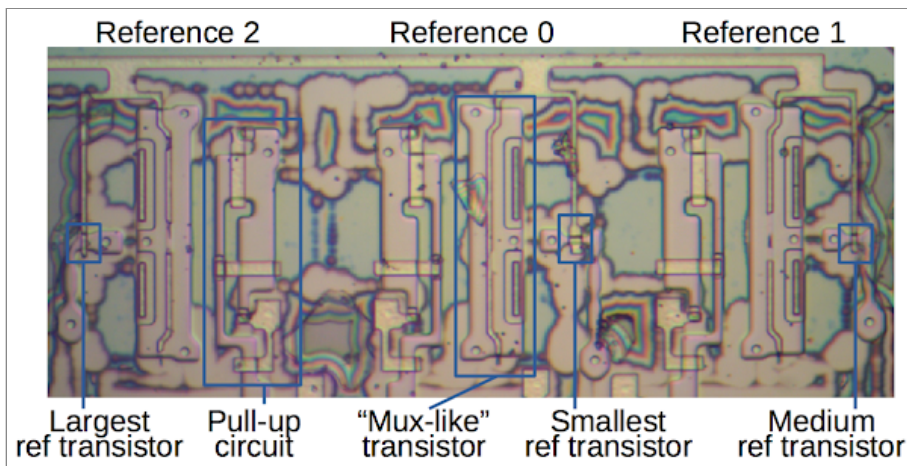 Reference 2 Reference 0 Reference 1
Largest Pull-up “Mux-like” Smallest Medium
ref transistor circuit transistor ref transistor ref transistor